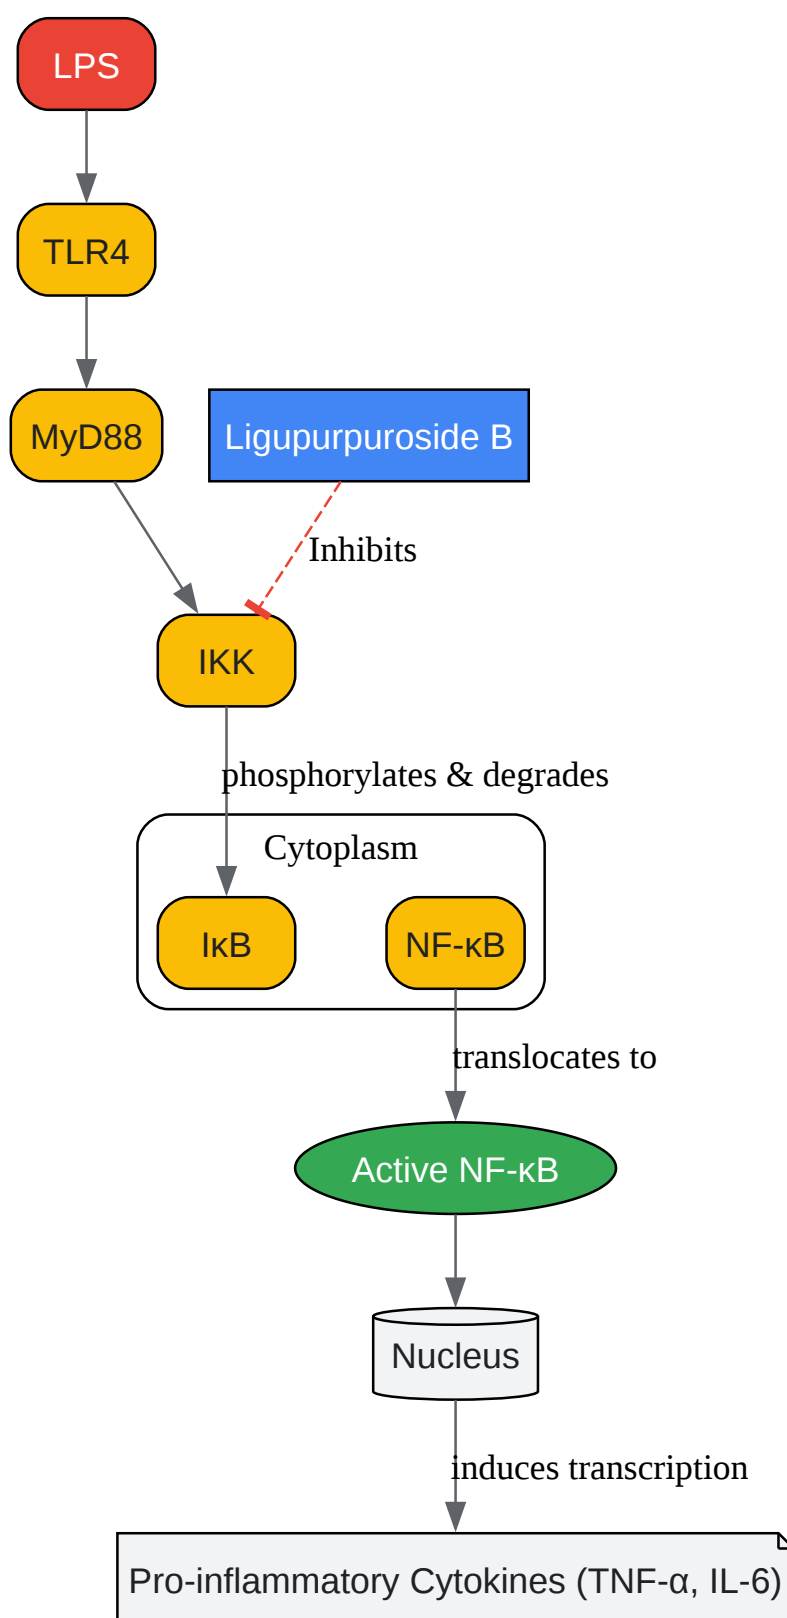 LPS
TLR4
MyD88
Ligupurpuroside B
Inhibits
IKK
phosphorylates & degrades
Cytoplasm
IκB
NF-κB
translocates to
Active NF-κB
Nucleus
induces transcription
Pro-inflammatory Cytokines (TNF-α, IL-6)